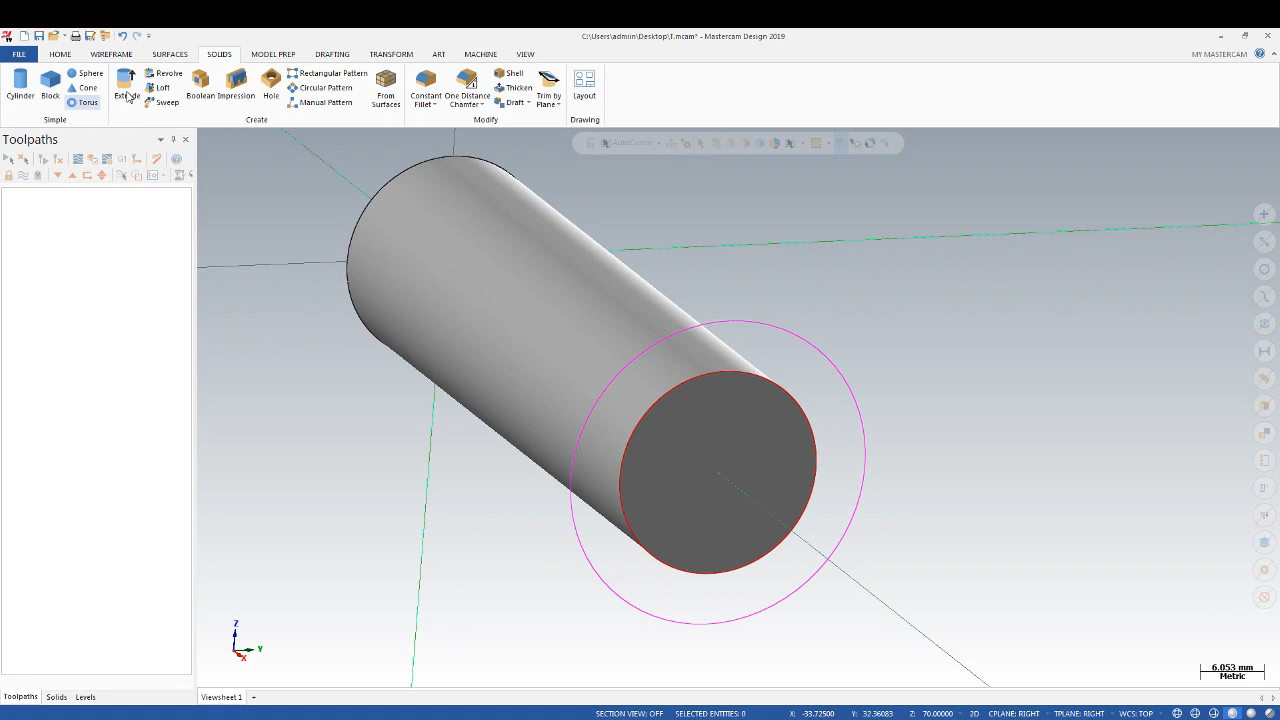 C:\Users\admiin\Desktop\T.mcam* - Mastercam Design 2019
FILE HOME WIREFRAME SURFACES SOLIDS MODEL PREP DRAFTING TRANSFORM ART MACHINE VIEW MY MASTERCAM
Cylinder Block Sphere Cone Torus
Simple
Extrude Revolve Loft Sweep Boolean Impression Hole Rectangular Pattern Circular Pattern Manual Pattern From Surfaces
Create
Constant Fillet One Distance Chamfer Shell Thicken Draft Trim by Plane
Modify
Layout
Drawing
Toolpaths
AutoCursor
G1
Z
Y
X
6.053 mm
Metric
Toolpaths Solids Levels
Viewsheet 1 +
SECTION VIEW: OFF SELECTED ENTITIES: 0 X: -33.72500 Y: 32.36083 Z: 70.00000 2D CPLANE: RIGHT TPLANE: RIGHT WCS: TOP